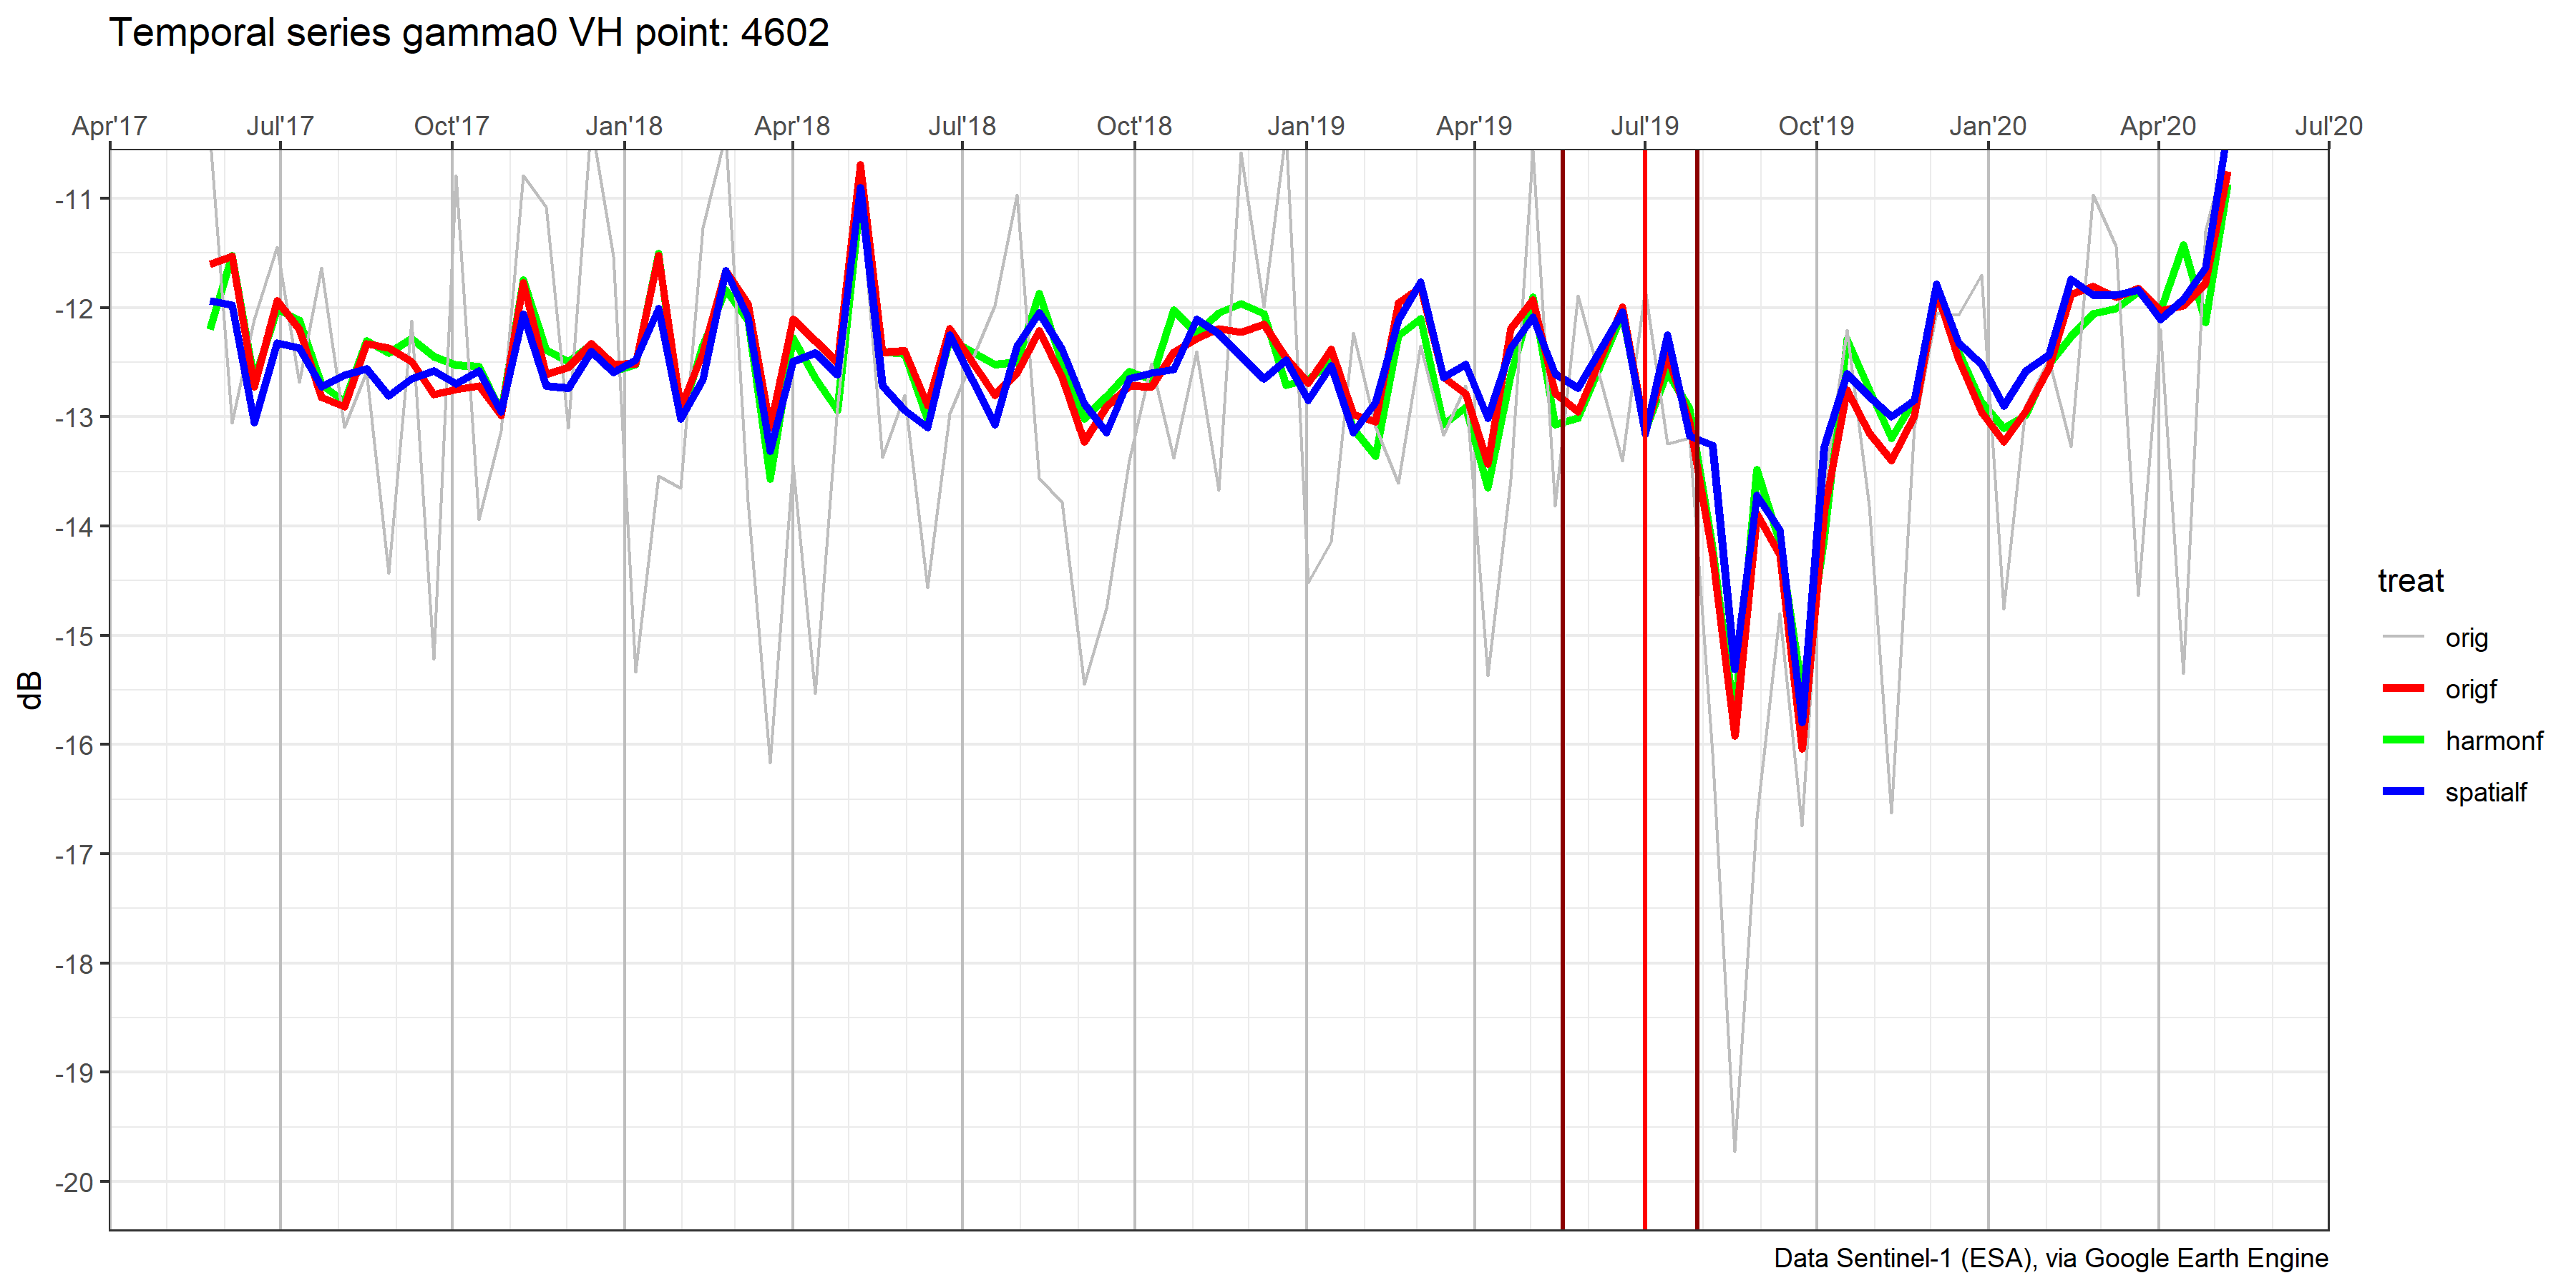 Temporal series gamma0 VH point: 4602
Apr'17 Jul'17 Oct'17 Jan'18 Apr'18 Jul'18 Oct'18 Jan'19 Apr'19 Jul'19 Oct'19 Jan'20 Apr'20 Jul'20
-11
-12
-13
-14
-15
-16
-17
-18
-19
-20
dB
treat
orig
origf
harmonf
spatialf
Data Sentinel-1 (ESA), via Google Earth Engine